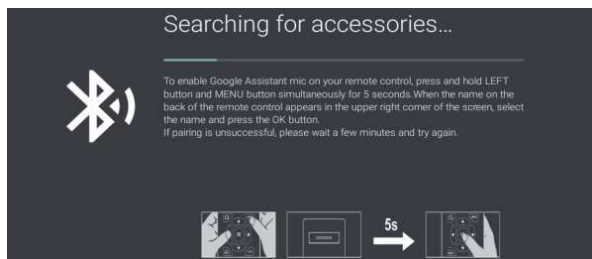 Searching for accessories...
To enable Google Assistant mic on your remote control, press and hold LEFT
button and MENU button simultaneously for 5 seconds.When the name on the
back of the remote control appears in the upper right corner of the screen, select
the name and press the OK button.
If pairing is unsuccessful, please wait a few minutes and try again.
5s